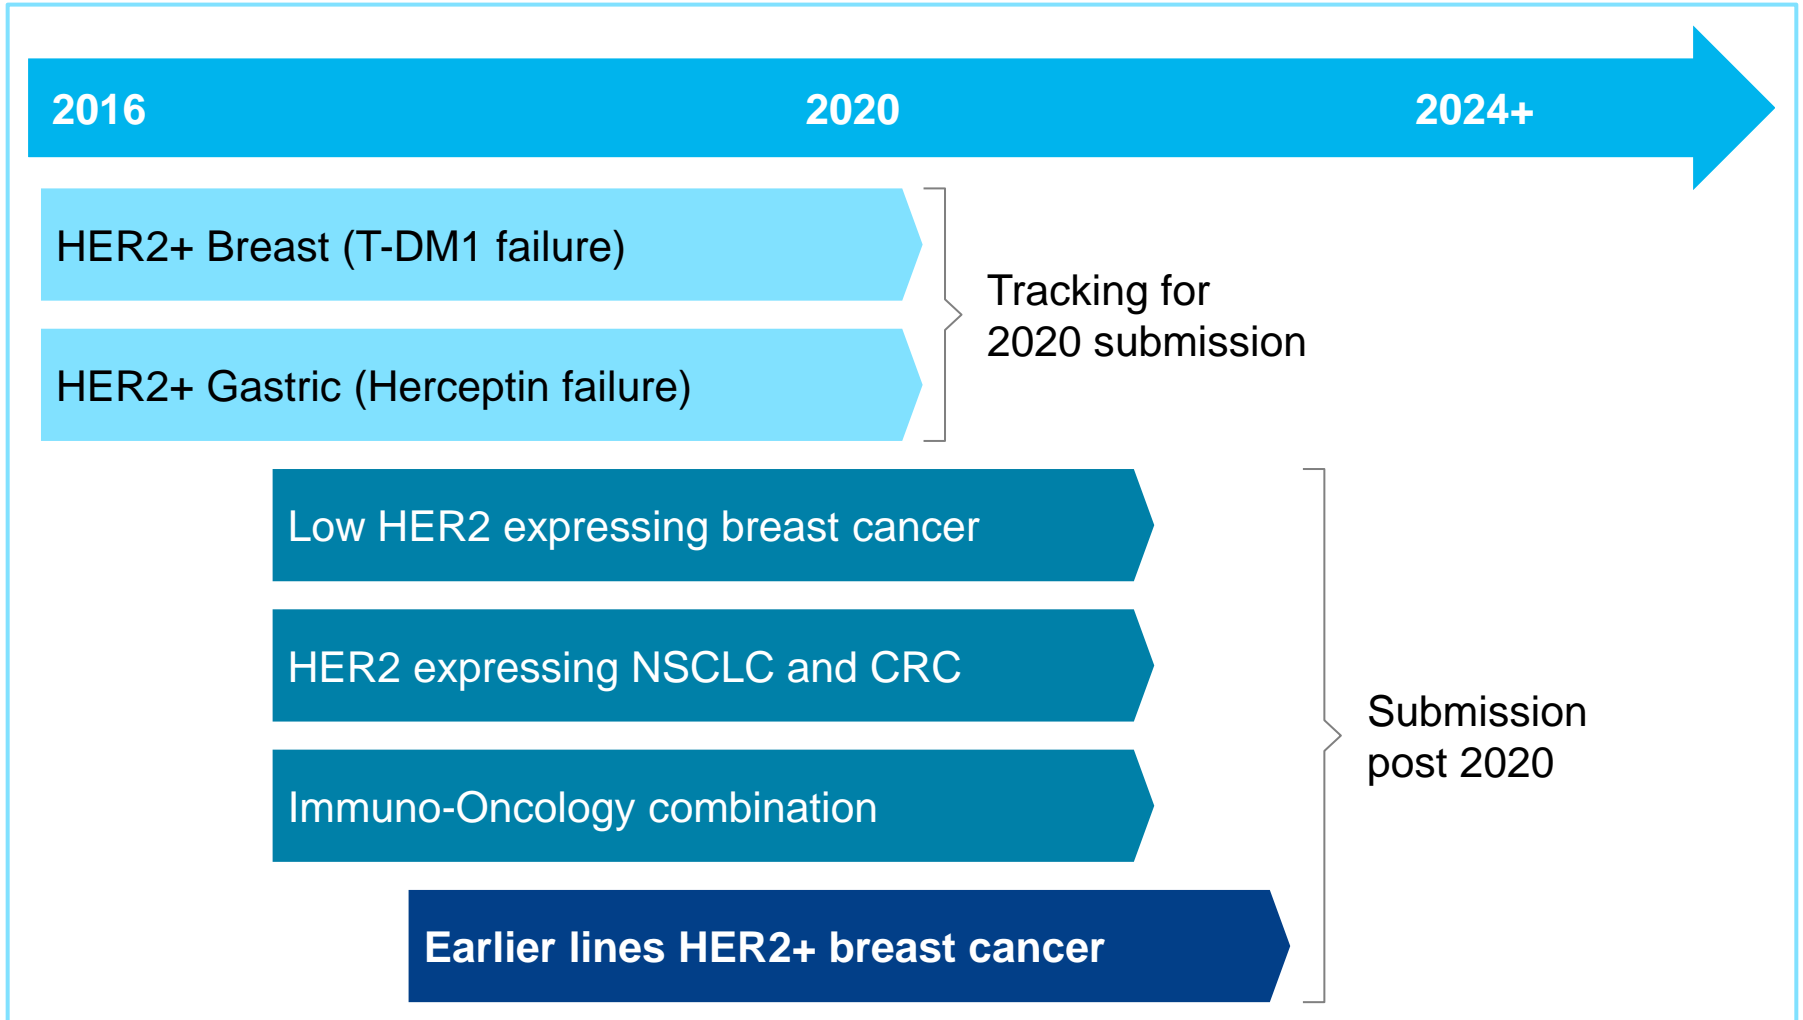 2016 2020 2024+
HER2+ Breast (T-DM1 failure)
HER2+ Gastric (Herceptin failure)
Tracking for
2020 submission
Low HER2 expressing breast cancer
HER2 expressing NSCLC and CRC
Immuno-Oncology combination
Earlier lines HER2+ breast cancer
Submission
post 2020